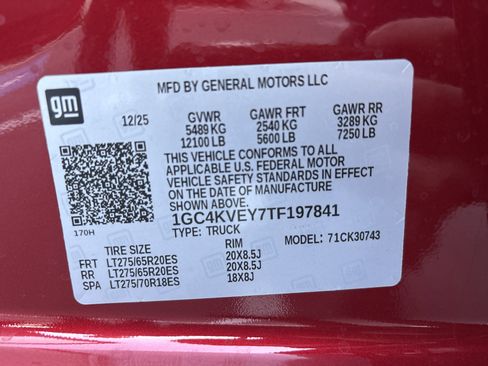 gm
MFD BY GENERAL MOTORS LLC
12/25
GVWR GAWR FRT GAWR RR
5489 KG 2540 KG 3289 KG
12100 LB 5600 LB 7250 LB
THIS VEHICLE CONFORMS TO ALL
APPLICABLE U.S. FEDERAL MOTOR
VEHICLE SAFETY STANDARDS IN EFFECT
ON THE DATE OF MANUFACTURE
SHOWN ABOVE.
1GC4KVEY7TF197841
170H
TYPE: TRUCK
MODEL: 71CK30743
TIRE SIZE RIM
FRT LT275/65R20ES 20X8.5J
RR LT275/65R20ES 20X8.5J
SPA LT275/70R18ES 18X8J